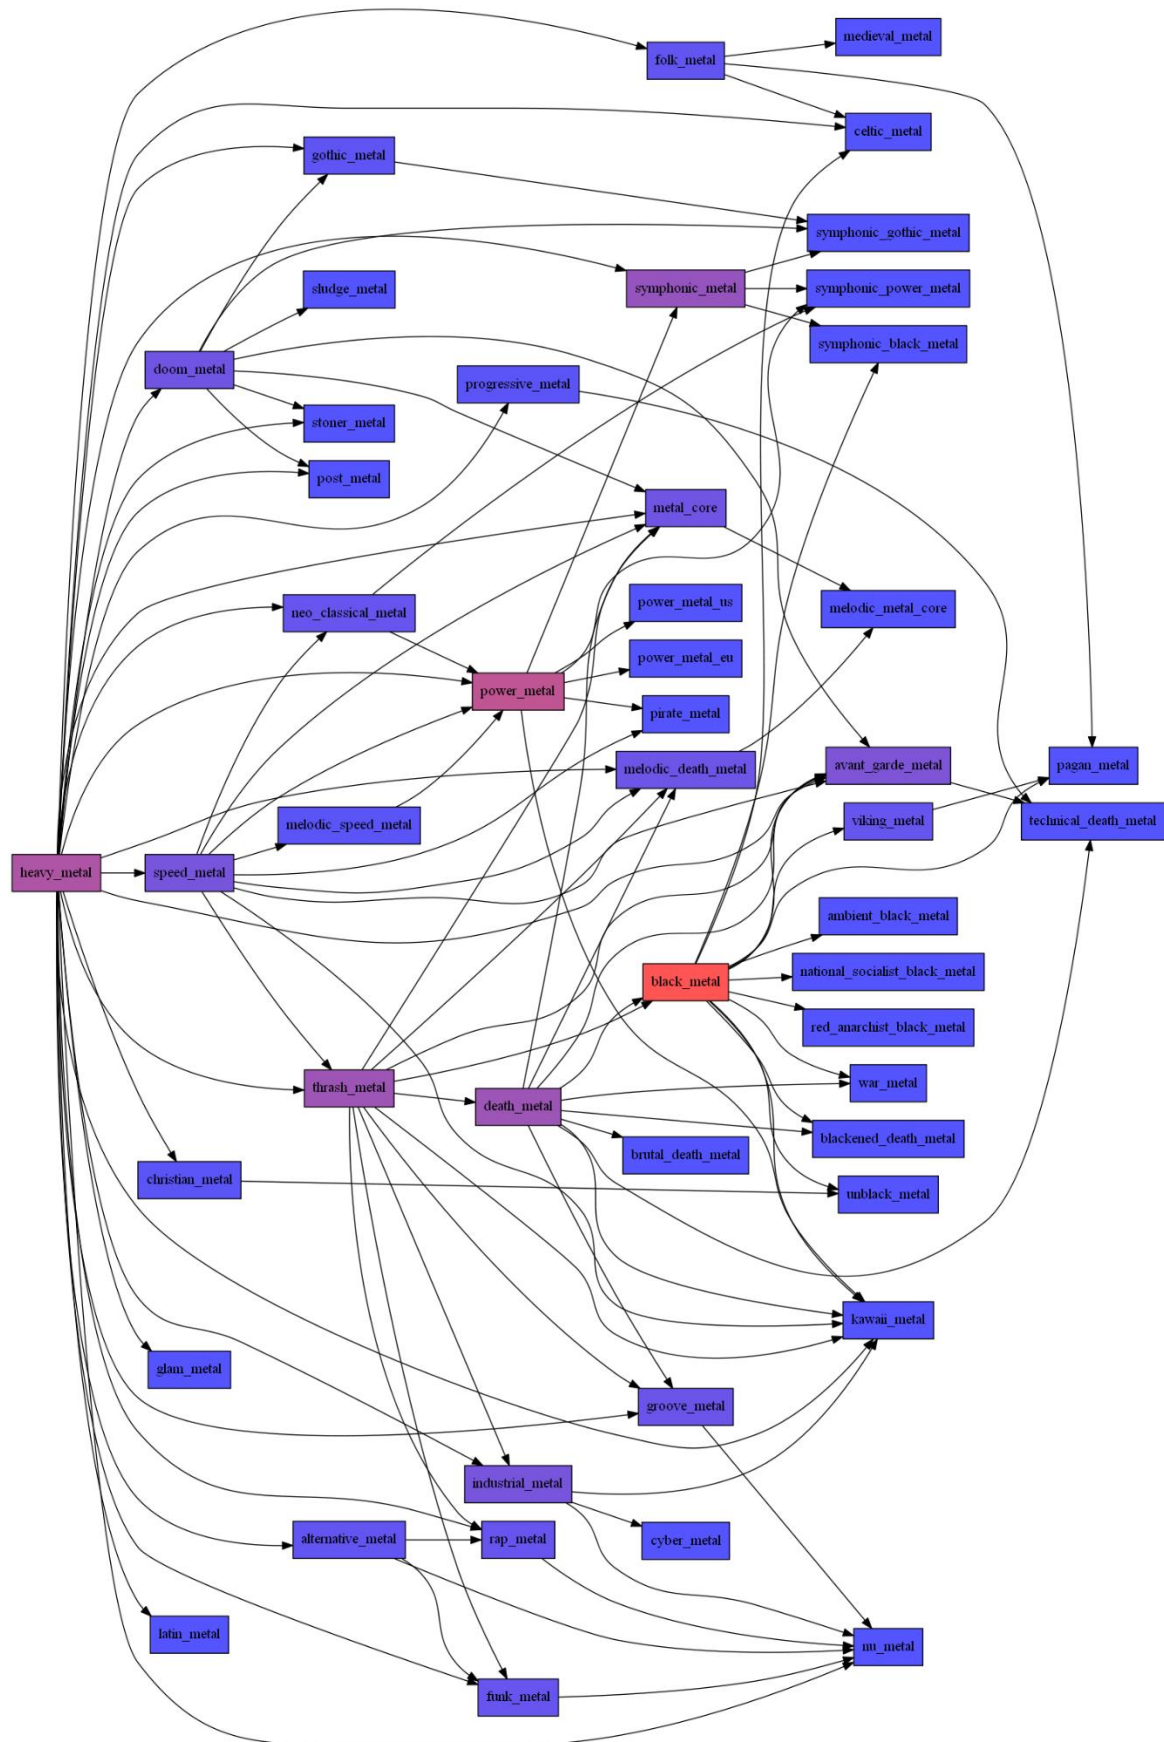 medieval_metal
folk_metal
celtic_metal
gothic_metal
symphonic_gothic_metal
sludge_metal
symphonic_metal
symphonic_power_metal
symphonic_black_metal
doom_metal
progressive_metal
stoner_metal
post_metal
metal_core
neo_classical_metal
power_metal_us
melodic_metal_core
power_metal_eu
power_metal
pirate_metal
melodic_death_metal
avant_garde_metal
pagan_metal
melodic_speed_metal
viking_metal
technical_death_metal
heavy_metal
speed_metal
ambient_black_metal
black_metal
national_socialist_black_metal
red_anarchist_black_metal
thrash_metal
war_metal
death_metal
blackened_death_metal
brutal_death_metal
christian_metal
unblack_metal
kawaii_metal
glam_metal
groove_metal
industrial_metal
alternative_metal
rap_metal
cyber_metal
latin_metal
nu_metal
funk_metal